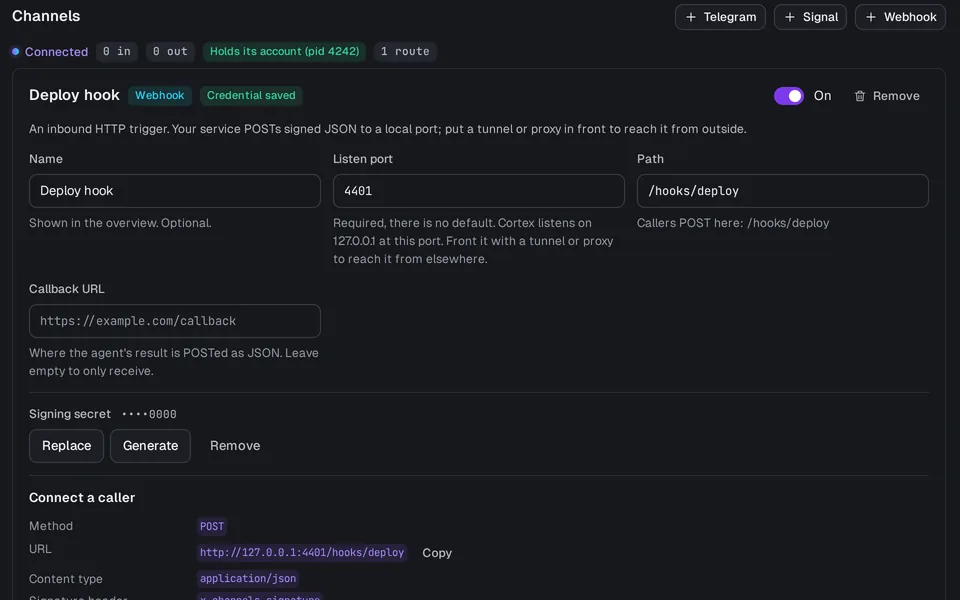 Channels
+ Telegram
+ Signal
+ Webhook
Connected
0 in
0 out
Holds its account (pid 4242)
1 route
Deploy hook
Webhook
Credential saved
On
Remove
An inbound HTTP trigger. Your service POSTs signed JSON to a local port; put a tunnel or proxy in front to reach it from outside.
Name
Listen port
Path
Deploy hook
4401
/hooks/deploy
Shown in the overview. Optional.
Required, there is no default. Cortex listens on
127.0.0.1 at this port. Front it with a tunnel or proxy
to reach it from elsewhere.
Callers POST here: /hooks/deploy
Callback URL
https://example.com/callback
Where the agent's result is POSTed as JSON. Leave
empty to only receive.
Signing secret ••••0000
Replace
Generate
Remove
Connect a caller
Method
POST
URL
http://127.0.0.1:4401/hooks/deploy
Copy
Content type
application/json
Signature header
x-channels-signature